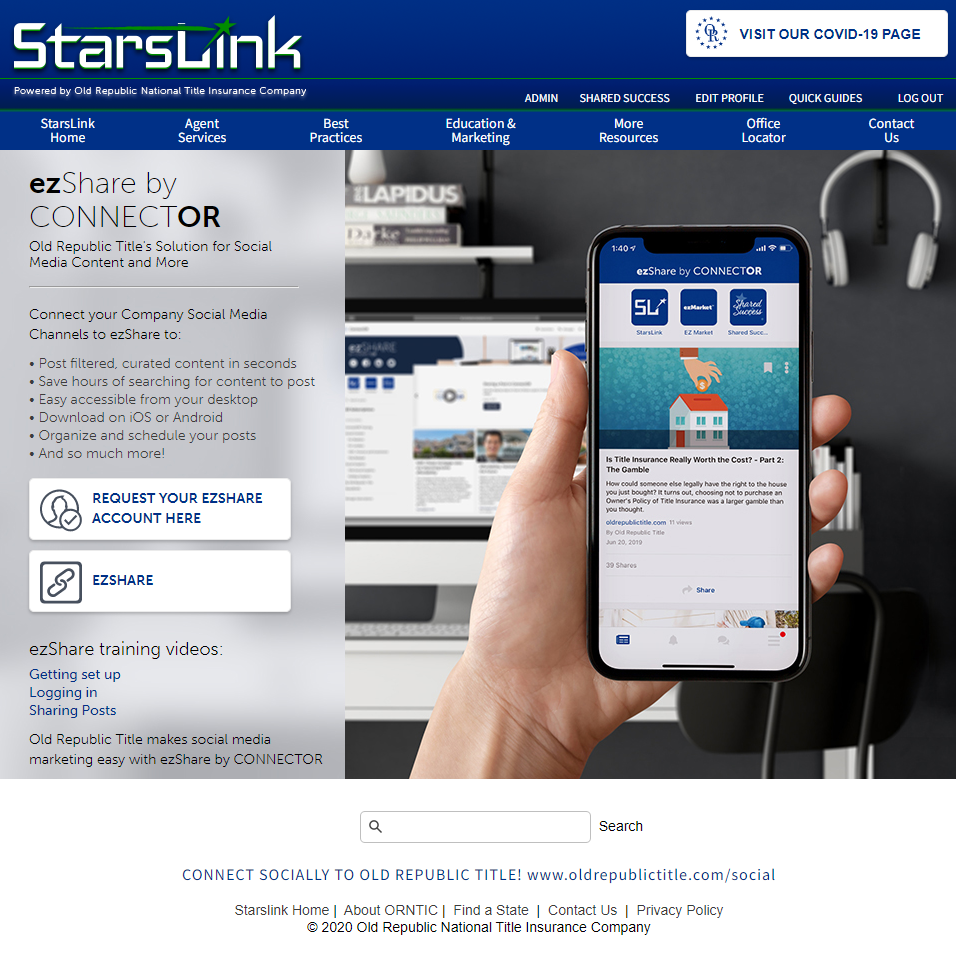 StarsLink
Powered by Old Republic National Title Insurance Company
VISIT OUR COVID-19 PAGE
ADMIN SHARED SUCCESS EDIT PROFILE QUICK GUIDES LOG OUT
StarsLink Home
Agent Services
Best Practices
Education & Marketing
More Resources
Office Locator
Contact Us
ezShare by
CONNECTOR
Old Republic Title's Solution for Social
Media Content and More
Connect your Company Social Media
Channels to ezShare to:
• Post filtered, curated content in seconds
• Save hours of searching for content to post
• Easy accessible from your desktop
• Download on iOS or Android
• Organize and schedule your posts
• And so much more!
REQUEST YOUR EZSHARE
ACCOUNT HERE
EZSHARE
ezShare training videos:
Getting set up
Logging in
Sharing Posts
Old Republic Title makes social media
marketing easy with ezShare by CONNECTOR
LAPIDUS
1:40
ezShare by CONNECTOR
SL ezMarket Shared Success
StarsLink EZ Market Shared Succ...
Is Title Insurance Really Worth the Cost? - Part 2:
The Gamble
How could someone else legally have the right to the house
you just bought? It turns out, choosing not to purchase an
Owner's Policy of Title Insurance was a larger gamble than
you thought.
oldrepublictitle.com 11 views
By Old Republic Title
Jun 20, 2019
39 Shares
Share
Search
CONNECT SOCIALLY TO OLD REPUBLIC TITLE! www.oldrepublictitle.com/social
Starslink Home | About ORNTIC | Find a State | Contact Us | Privacy Policy
© 2020 Old Republic National Title Insurance Company